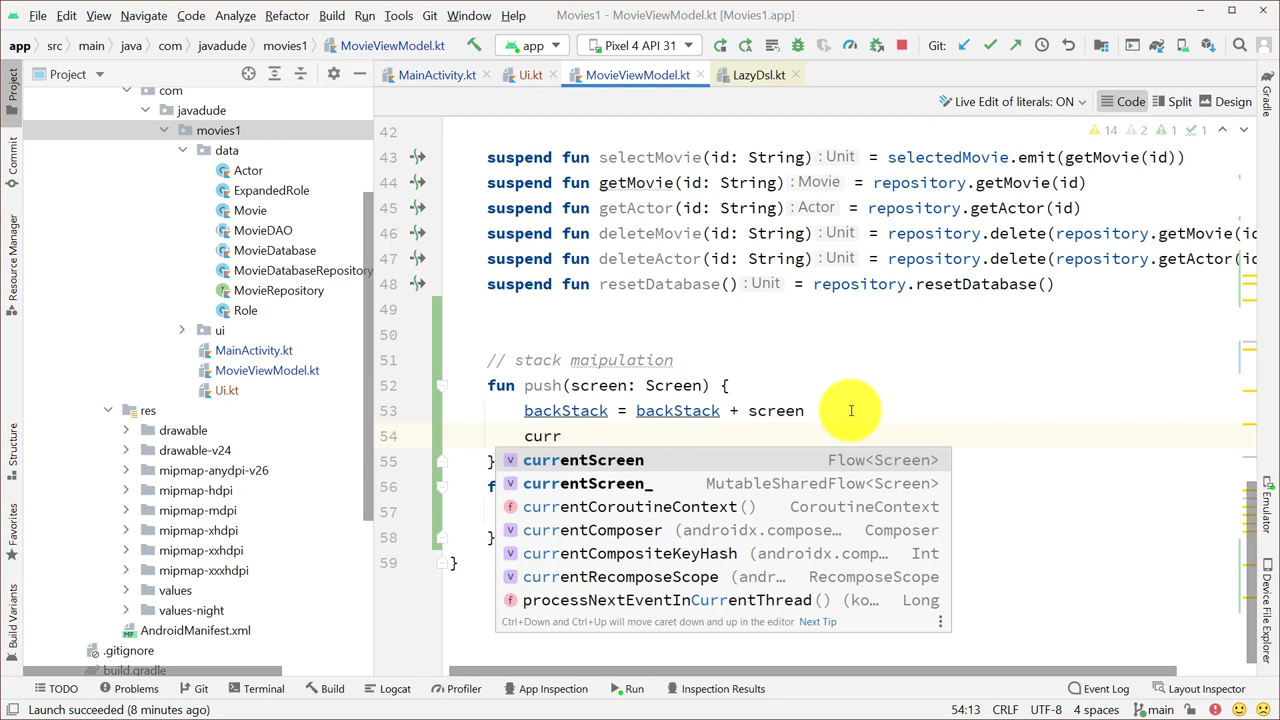 File Edit View Navigate Code Analyze Refactor Build Run Tools Git Window Help Movies1 - MovieViewModel.kt [Movies1.app]
app src main java com javadude movies1 MovieViewModel.kt app Pixel 4 API 31 Git:
Project MainActivity.kt Ui.kt MovieViewModel.kt LazyDsl.kt
Live Edit of literals: ON Code Split Design
14 2 1 1
com
javadude
movies1
data
Actor
ExpandedRole
Movie
MovieDAO
MovieDatabase
MovieDatabaseRepository
MovieRepository
Role
ui
MainActivity.kt
MovieViewModel.kt
Ui.kt
res
drawable
drawable-v24
mipmap-anydpi-v26
mipmap-hdpi
mipmap-mdpi
mipmap-xhdpi
mipmap-xxhdpi
mipmap-xxxhdpi
values
values-night
AndroidManifest.xml
.gitignore
build.gradle
42
43 suspend fun selectMovie(id: String) : Unit = selectedMovie.emit(getMovie(id))
44 suspend fun getMovie(id: String) : Movie = repository.getMovie(id)
45 suspend fun getActor(id: String) : Actor = repository.getActor(id)
46 suspend fun deleteMovie(id: String) : Unit = repository.delete(repository.getMovie(i
47 suspend fun deleteActor(id: String) : Unit = repository.delete(repository.getActor(i
48 suspend fun resetDatabase() : Unit = repository.resetDatabase()
49
50
51 // stack maipulation
52 fun push(screen: Screen) {
53 backStack = backStack + screen
54 curr
55 }
56 f
57
58 }
59 }
currentScreen Flow<Screen>
currentScreen_ MutableSharedFlow<Screen>
currentCoroutineContext() CoroutineContext
currentComposer (androidx.compose... Composer
currentCompositeKeyHash (androidx.comp... Int
currentRecomposeScope (andr... RecomposeScope
processNextEventInCurrentThread() (ko... Long
Ctrl+Down and Ctrl+Up will move caret down and up in the editor Next Tip
Project
Commit
Resource Manager
Structure
Favorites
Build Variants
Gradle
Emulator
Device File Explorer
TODO Problems Git Terminal Build Logcat Profiler App Inspection Run Inspection Results Event Log Layout Inspector
Launch succeeded (8 minutes ago) 54:13 CRLF UTF-8 4 spaces main